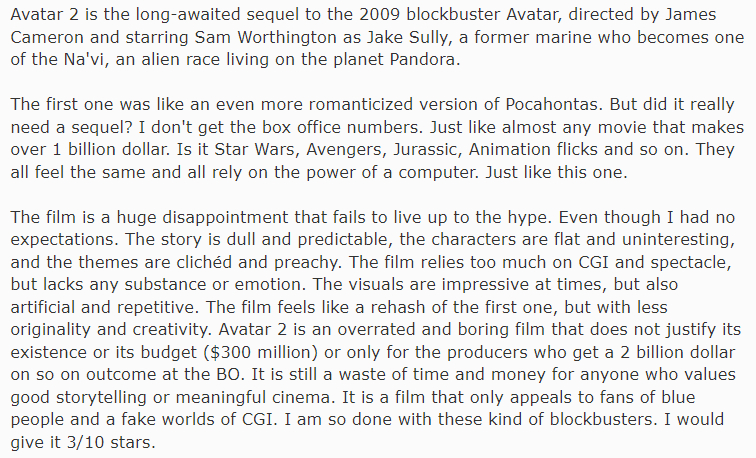 Avatar 2 is the long-awaited sequel to the 2009 blockbuster Avatar, directed by James
Cameron and starring Sam Worthington as Jake Sully, a former marine who becomes one
of the Na'vi, an alien race living on the planet Pandora.
The first one was like an even more romanticized version of Pocahontas. But did it really
need a sequel? I don't get the box office numbers. Just like almost any movie that makes
over 1 billion dollar. Is it Star Wars, Avengers, Jurassic, Animation flicks and so on. They
all feel the same and all rely on the power of a computer. Just like this one.
The film is a huge disappointment that fails to live up to the hype. Even though I had no
expectations. The story is dull and predictable, the characters are flat and uninteresting,
and the themes are clichéd and preachy. The film relies too much on CGI and spectacle,
but lacks any substance or emotion. The visuals are impressive at times, but also
artificial and repetitive. The film feels like a rehash of the first one, but with less
originality and creativity. Avatar 2 is an overrated and boring film that does not justify its
existence or its budget ($300 million) or only for the producers who get a 2 billion dollar
on so on outcome at the BO. It is still a waste of time and money for anyone who values
good storytelling or meaningful cinema. It is a film that only appeals to fans of blue
people and a fake worlds of CGI. I am so done with these kind of blockbusters. I would
give it 3/10 stars.